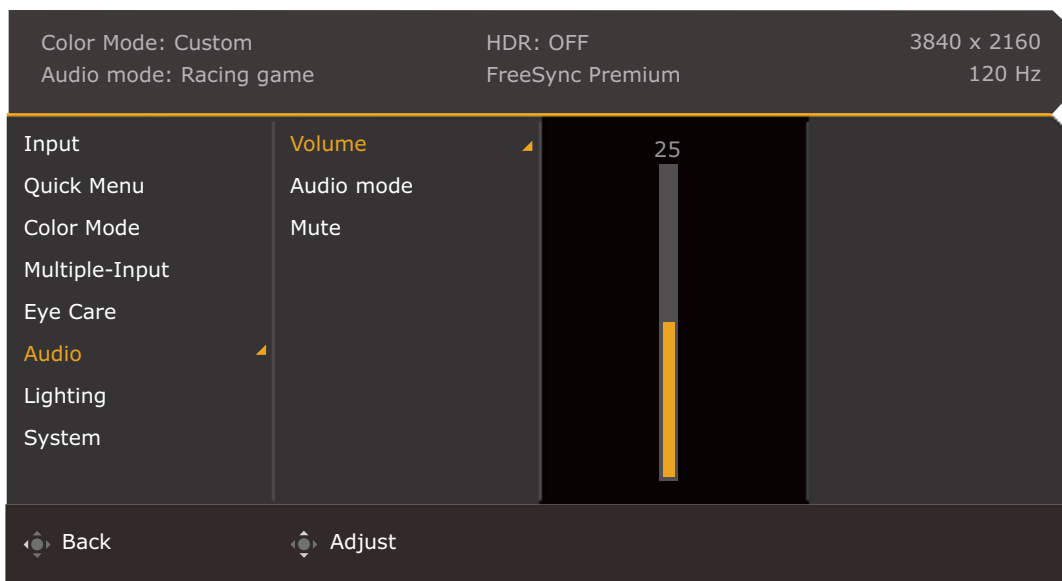 Color Mode: Custom
HDR: OFF
3840 x 2160
Audio mode: Racing game
FreeSync Premium
120 Hz
Input
Quick Menu
Color Mode
Multiple-Input
Eye Care
Audio
Lighting
System
Volume
Audio mode
Mute
25
Back
Adjust